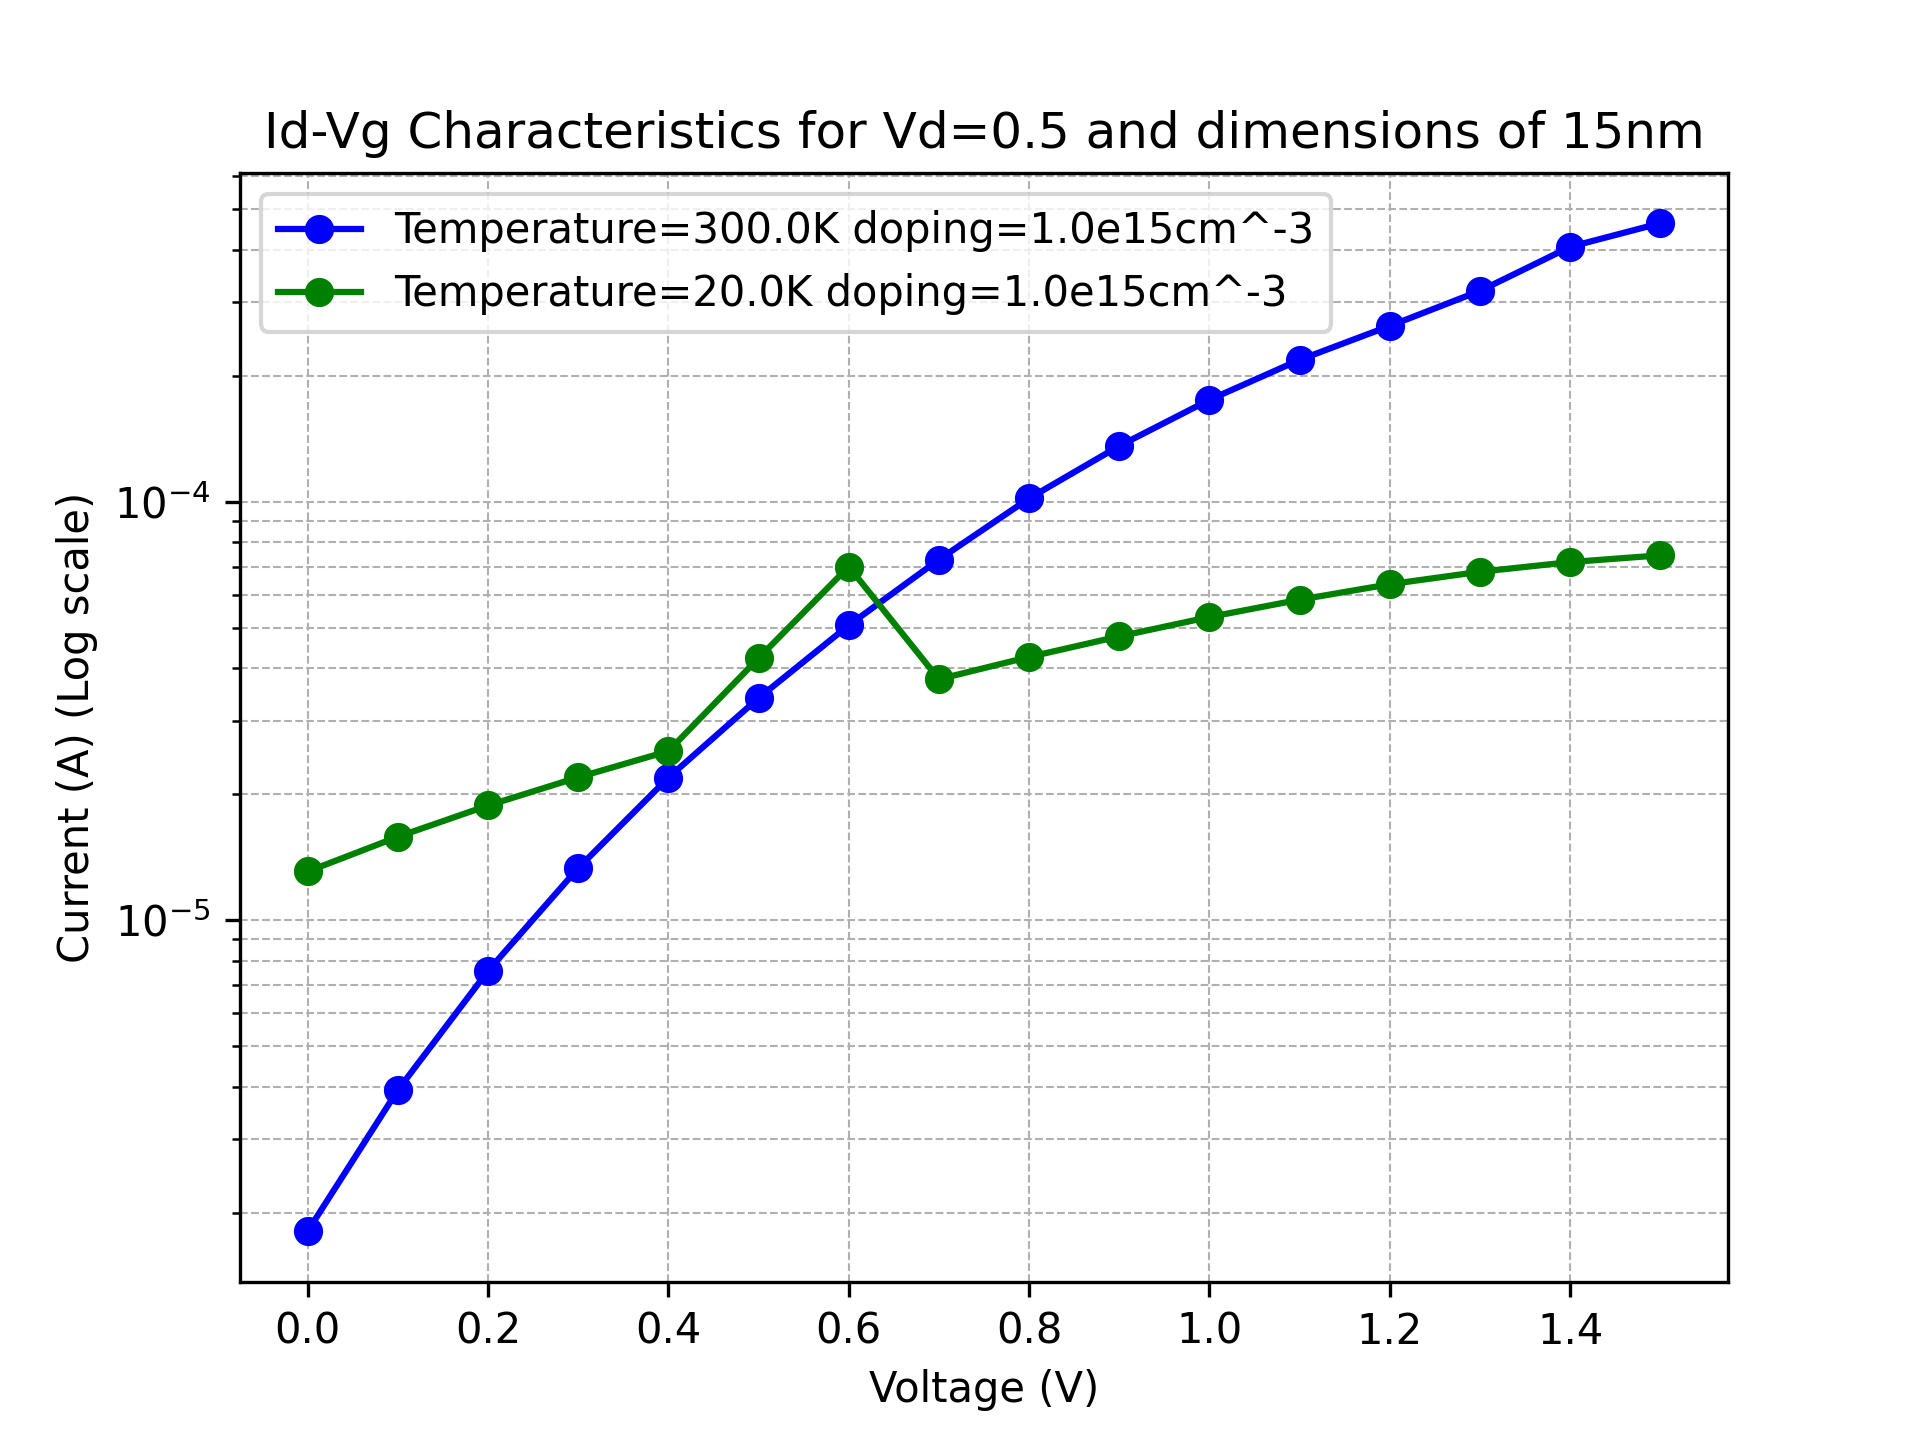 Id-Vg Characteristics for Vd=0.5 and dimensions of 15nm
Temperature=300.0K doping=1.0e15cm^-3
Temperature=20.0K doping=1.0e15cm^-3
Current (A) (Log scale)
10⁻⁴
10⁻⁵
0.0 0.2 0.4 0.6 0.8 1.0 1.2 1.4
Voltage (V)